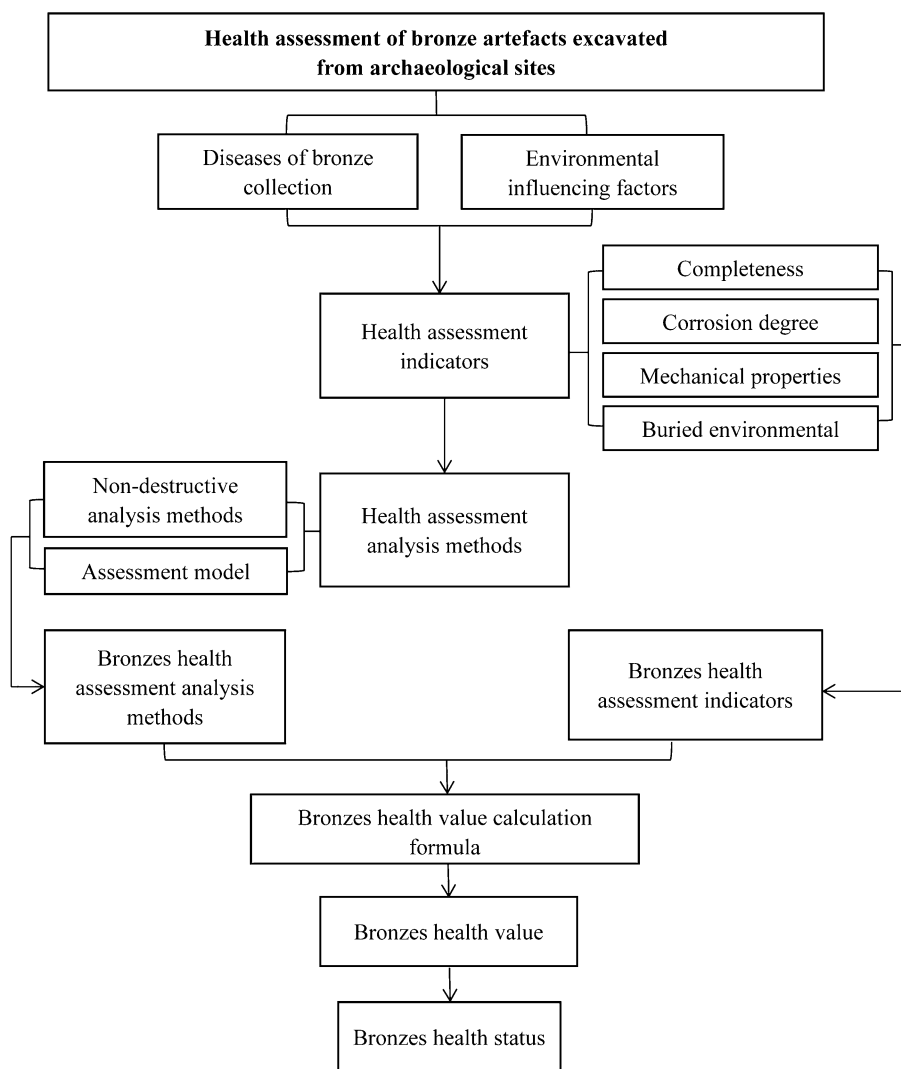 Health assessment of bronze artefacts excavated
from archaeological sites
Diseases of bronze
collection
Environmental
influencing factors
Completeness
Corrosion degree
Mechanical properties
Buried environmental
Health assessment
indicators
Non-destructive
analysis methods
Assessment model
Health assessment
analysis methods
Bronzes health
assessment analysis
methods
Bronzes health
assessment indicators
Bronzes health value calculation
formula
Bronzes health value
Bronzes health status